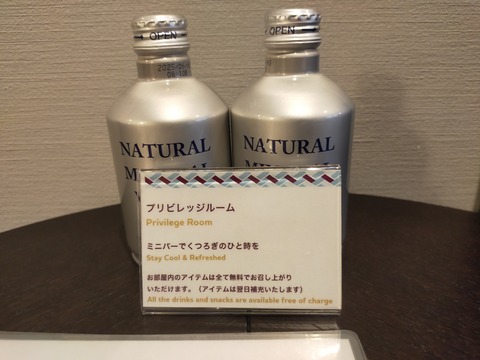 OPEN
OPEN
NATURAL
NATURAL
プリビレッジルーム
Privilege Room
ミニバーでくつろぎのひと時を
Stay Cool & Refreshed
お部屋内のアイテムは全て無料でお召し上がり
いただけます。（アイテムは翌日補充いたします）
All the drinks and snacks are available free of charge